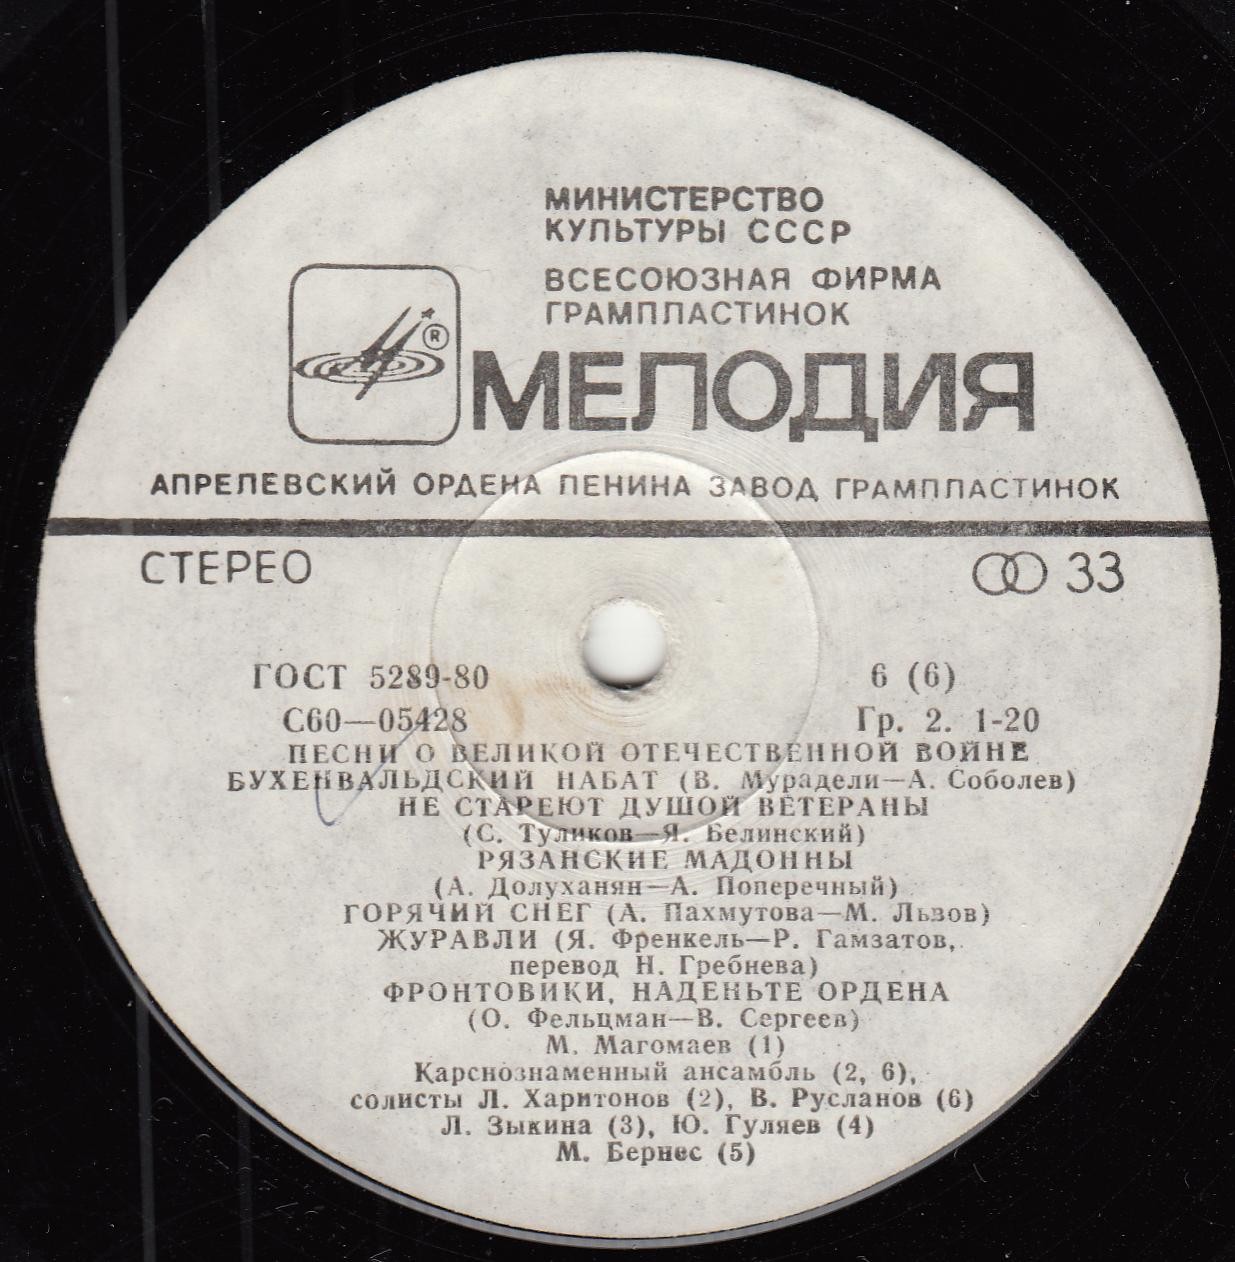 МИНИСТЕРСТВО
КУЛЬТУРЫ СССР
ВСЕСОЮЗНАЯ ФИРМА
ГРАМПЛАСТИНОК
®
МЕЛОДИЯ
АПРЕЛЕВСКИЙ ОРДЕНА ЛЕНИНА ЗАВОД ГРАМПЛАСТИНОК
СТЕРЕО
33
ГОСТ 5289-80
6 (6)
С60—05428
Гр. 2. 1-20
ПЕСНИ О ВЕЛИКОЙ ОТЕЧЕСТВЕННОЙ ВОЙНЕ
БУХЕНВАЛЬДСКИЙ НАБАТ (В. Мурадели—А. Соболев)
НЕ СТАРЕЮТ ДУШОЙ ВЕТЕРАНЫ
(С. Туликов—Я. Белинский)
РЯЗАНСКИЕ МАДОННЫ
(А. Долуханян—А. Поперечный)
ГОРЯЧИЙ СНЕГ (А. Пахмутова—М. Львов)
ЖУРАВЛИ (Я. Френкель—Р. Гамзатов,
перевод Н. Гребнева)
ФРОНТОВИКИ, НАДЕНЬТЕ ОРДЕНА
(О. Фельцман—В. Сергеев)
М. Магомаев (1)
Карснознаменный ансамбль (2, 6),
солисты Л. Харитонов (2), В. Русланов (6)
Л. Зыкина (3), Ю. Гуляев (4)
М. Бернес (5)